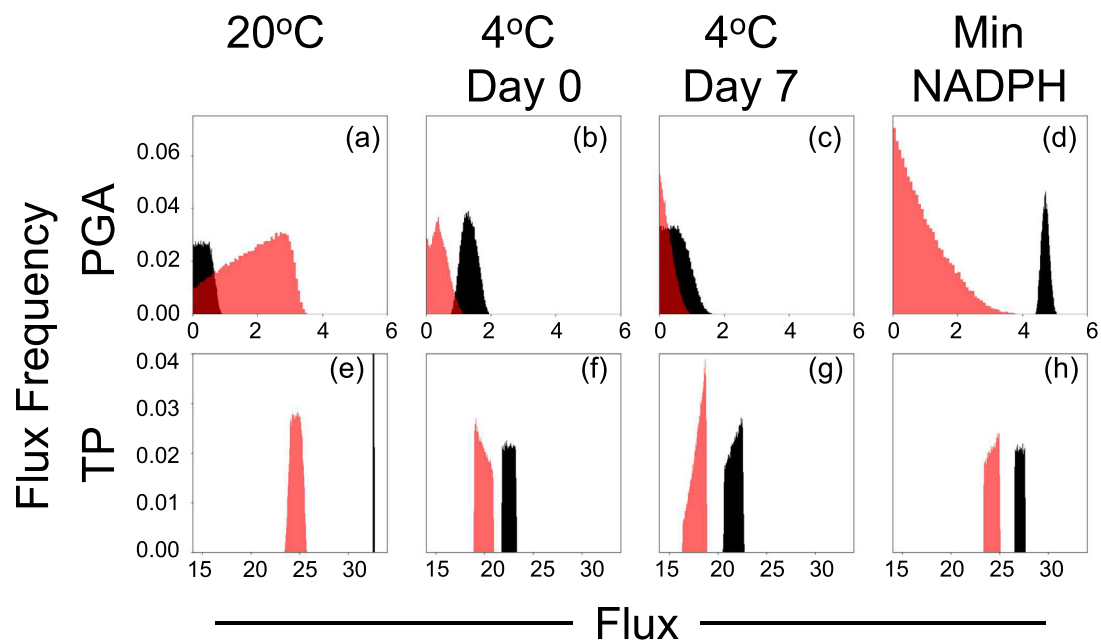 20°C
4°C
Day 0
4°C
Day 7
Min
NADPH
Flux Frequency
PGA
0.06
0.04
0.02
0.00
(a)
(b)
(c)
(d)
0 2 4 6
0 2 4 6
0 2 4 6
0 2 4 6
TP
0.04
0.03
0.02
0.01
0.00
(e)
(f)
(g)
(h)
15 20 25 30
15 20 25 30
15 20 25 30
15 20 25 30
Flux